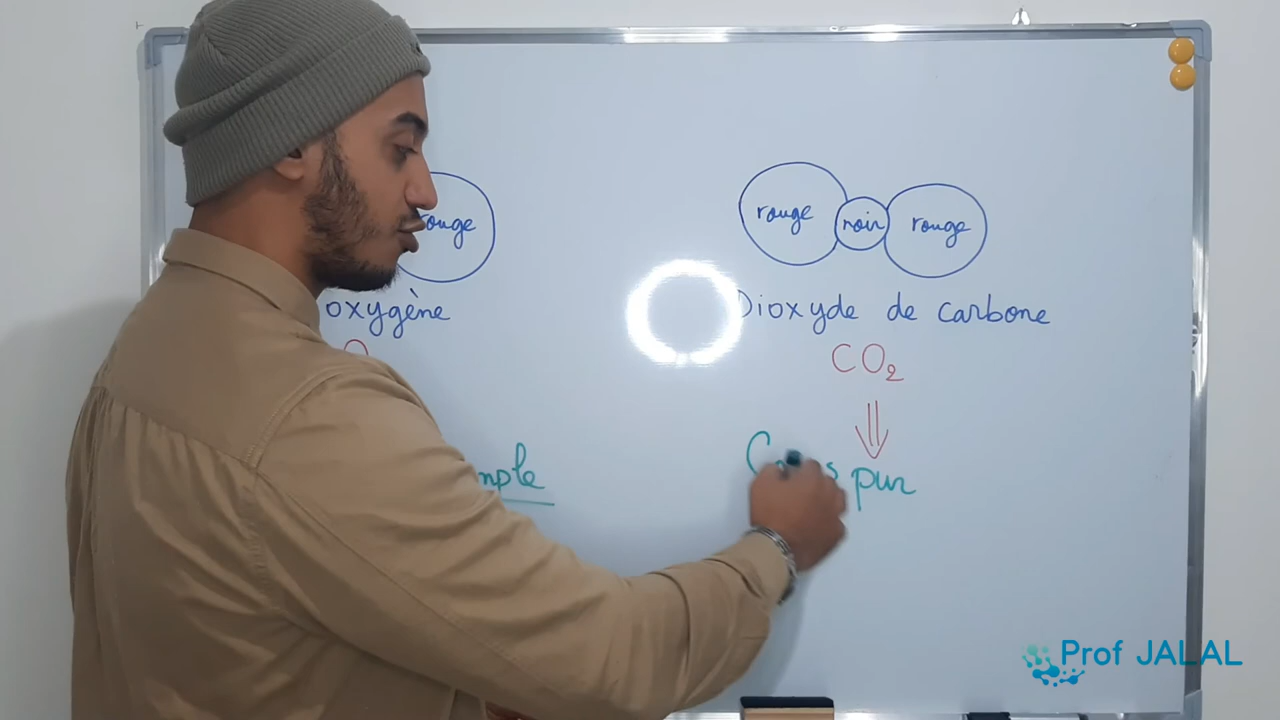 rouge
rouge noir rouge
oxygène
Dioxyde de carbone
CO₂
pur
Prof JALAL